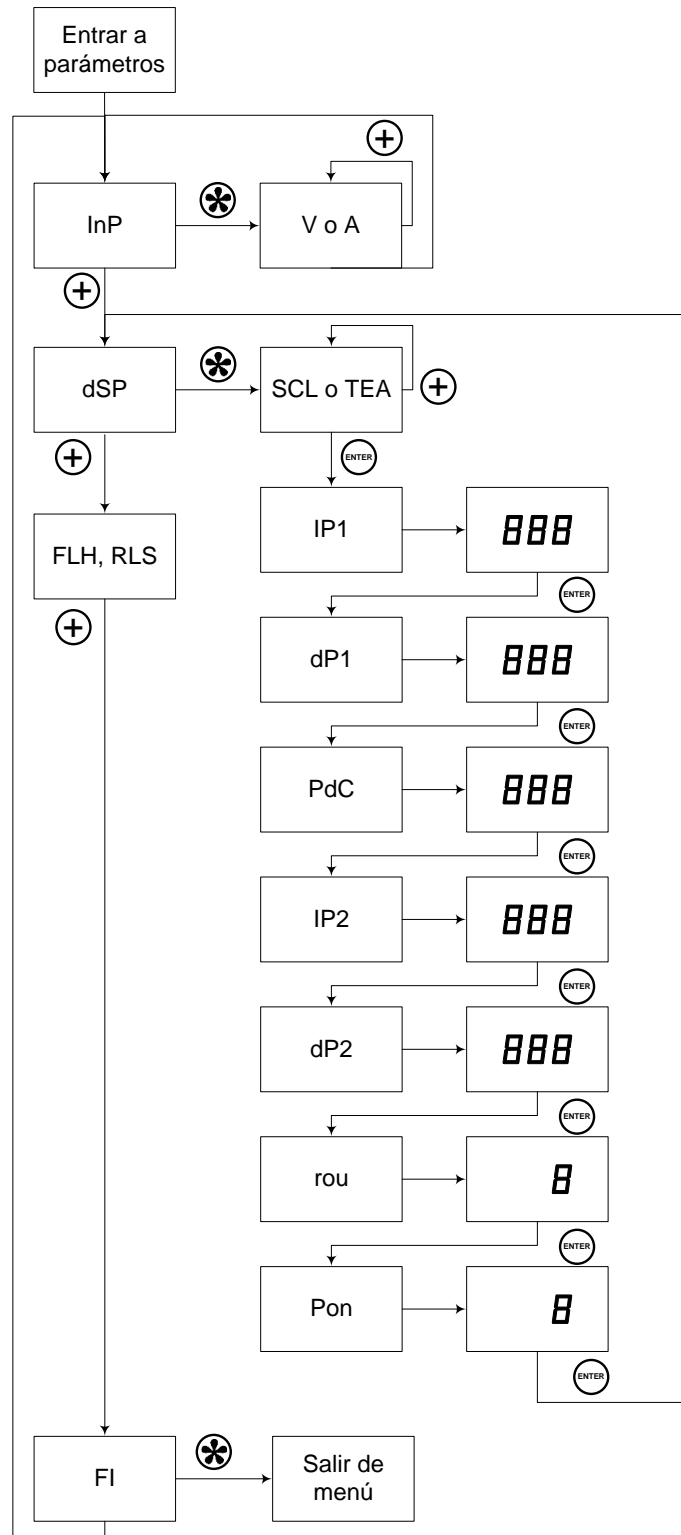 Entrar a
parámetros
+
InP
V o A
+
dSP
SCL o TEA
+
+
ENTER
FLH, RLS
IP1
888
+
ENTER
dP1
888
ENTER
PdC
888
ENTER
IP2
888
ENTER
dP2
888
ENTER
rou
8
ENTER
Pon
8
ENTER
FI
Salir de
menú